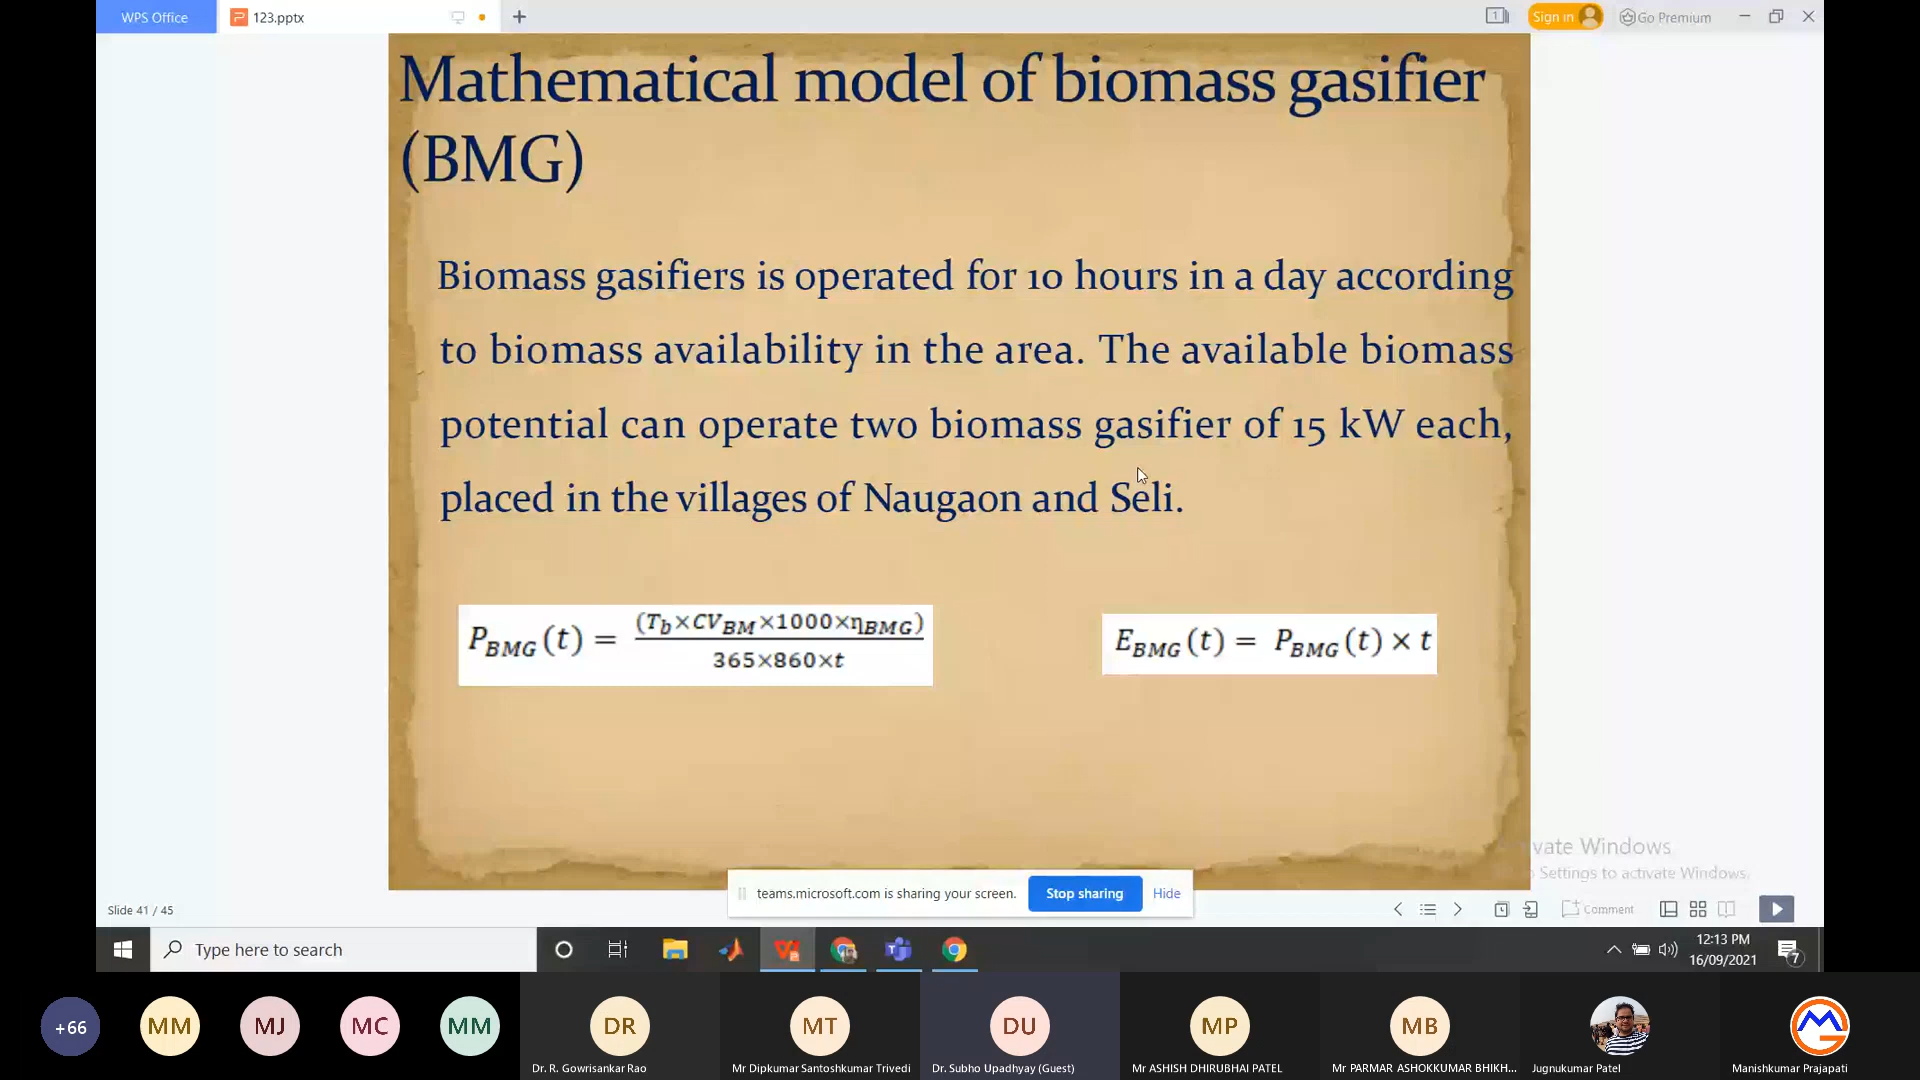 WPS Office
123.pptx
1
Sign in
Go Premium
Mathematical model of biomass gasifier
(BMG)
Biomass gasifiers is operated for 10 hours in a day according
to biomass availability in the area. The available biomass
potential can operate two biomass gasifier of 15 kW each,
placed in the villages of Naugaon and Seli.
P_BMG(t) = (T_b×CV_BM×1000×η_BMG) / 365×860×t
E_BMG(t) = P_BMG(t) × t
vate Windows
Settings to activate Windows.
teams.microsoft.com is sharing your screen.
Stop sharing
Hide
Slide 41 / 45
Comment
Type here to search
12:13 PM
16/09/2021
7
+66
MM
MJ
MC
MM
DR
MT
DU
MP
MB
Dr. R. Gowrisankar Rao
Mr Dipkumar Santoshkumar Trivedi
Dr. Subho Upadhyay (Guest)
Mr ASHISH DHIRUBHAI PATEL
Mr PARMAR ASHOKKUMAR BHIKH...
Jugnukumar Patel
Manishkumar Prajapati